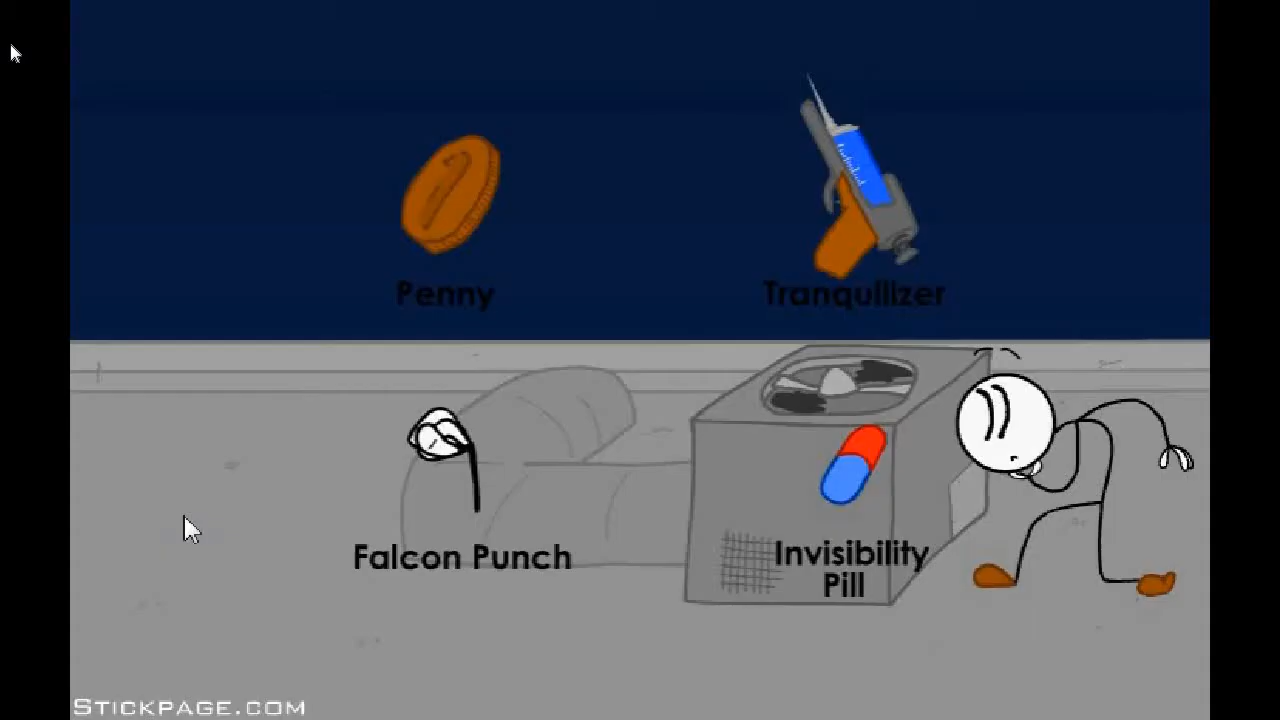 Penny
Tranquilizer
Falcon Punch
Invisibility
Pill
STICKPAGE.COM